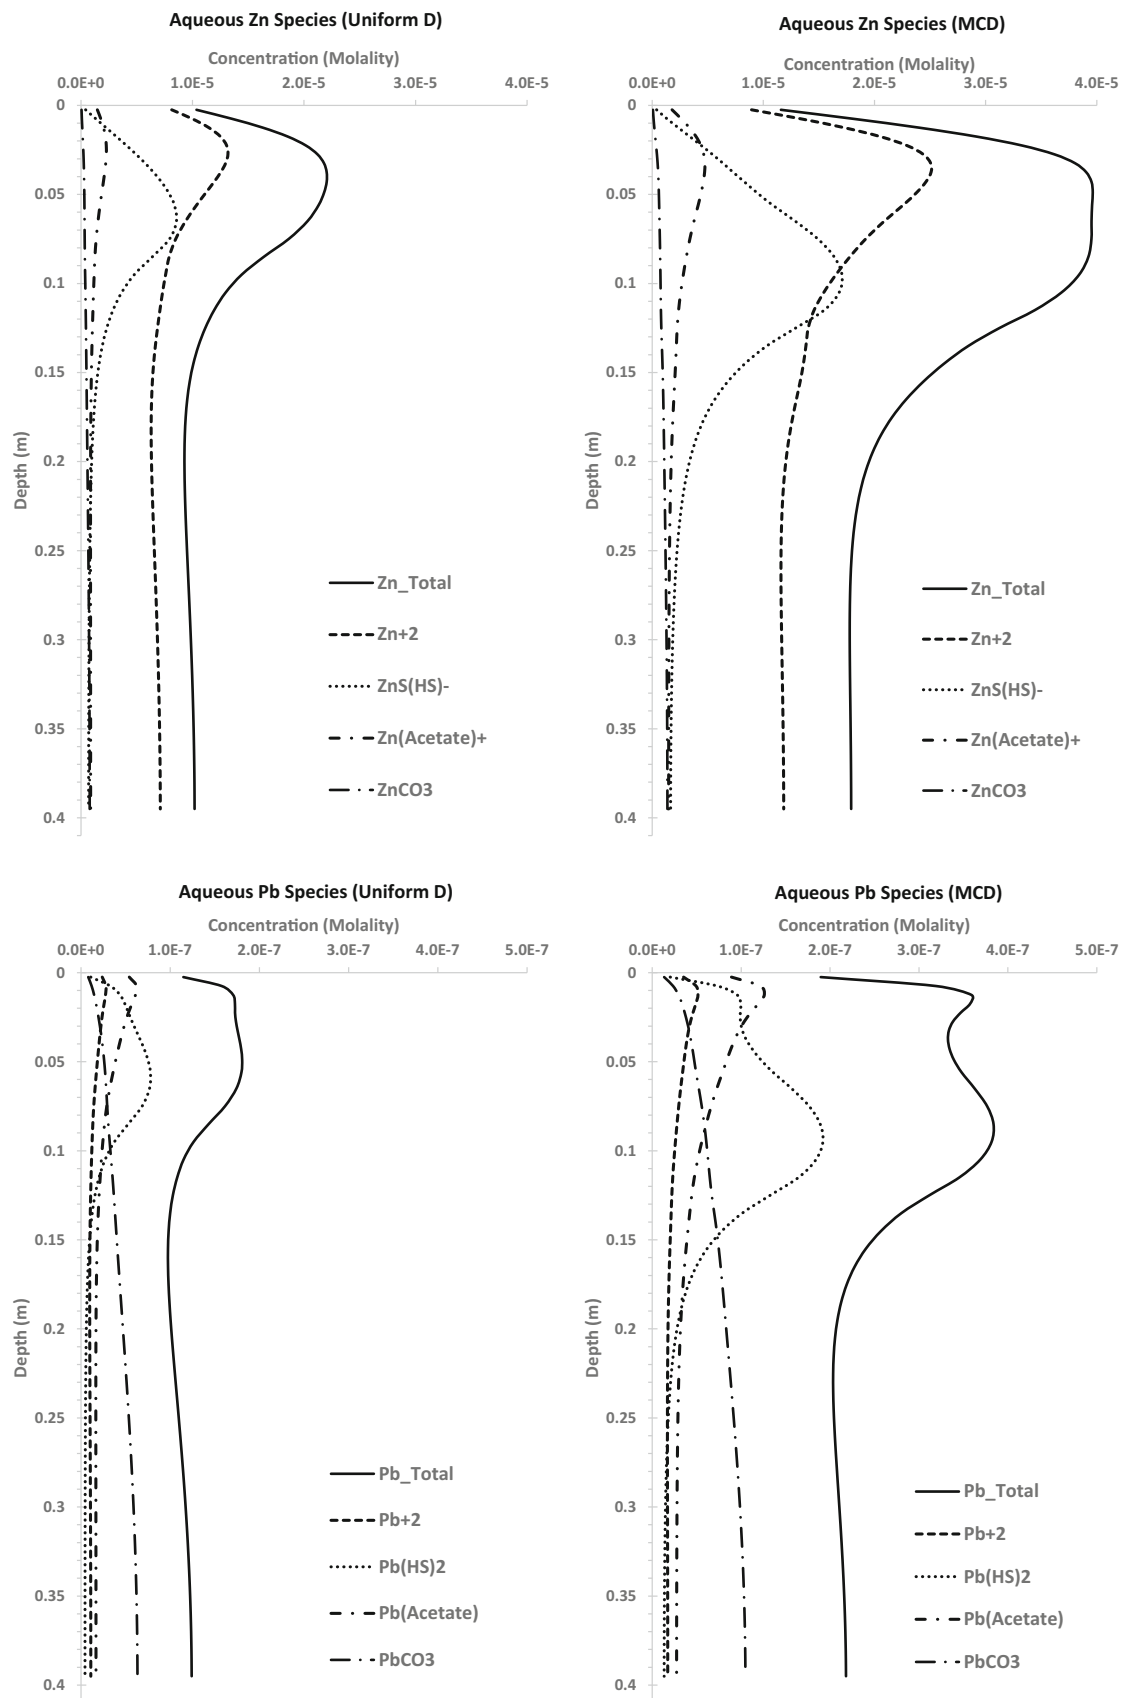 Aqueous Zn Species (Uniform D)
Concentration (Molality)
0.0E+0 1.0E-5 2.0E-5 3.0E-5 4.0E-5
0
0.05
0.1
0.15
0.2
0.25
0.3
0.35
0.4
Depth (m)
Zn_Total
Zn+2
ZnS(HS)-
Zn(Acetate)+
ZnCO3
Aqueous Zn Species (MCD)
Concentration (Molality)
0.0E+0 1.0E-5 2.0E-5 3.0E-5 4.0E-5
0
0.05
0.1
0.15
0.2
0.25
0.3
0.35
0.4
Depth (m)
Zn_Total
Zn+2
ZnS(HS)-
Zn(Acetate)+
ZnCO3
Aqueous Pb Species (Uniform D)
Concentration (Molality)
0.0E+0 1.0E-7 2.0E-7 3.0E-7 4.0E-7 5.0E-7
0
0.05
0.1
0.15
0.2
0.25
0.3
0.35
0.4
Depth (m)
Pb_Total
Pb+2
Pb(HS)2
Pb(Acetate)
PbCO3
Aqueous Pb Species (MCD)
Concentration (Molality)
0.0E+0 1.0E-7 2.0E-7 3.0E-7 4.0E-7 5.0E-7
0
0.05
0.1
0.15
0.2
0.25
0.3
0.35
0.4
Depth (m)
Pb_Total
Pb+2
Pb(HS)2
Pb(Acetate)
PbCO3